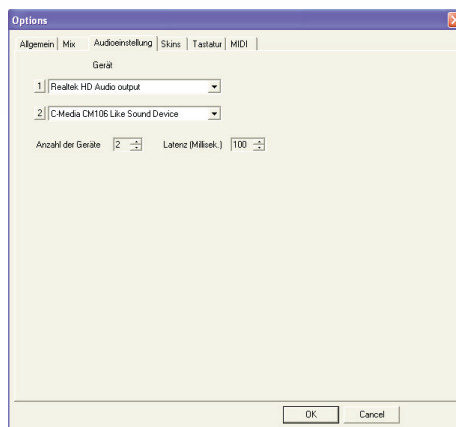 Options
Allgemein Mix Audioeinstellung Skins Tastatur MIDI
Gerät
1 Realtek HD Audio output
2 C-Media CM106 Like Sound Device
Anzahl der Geräte 2 Latenz (Millisek.) 100
OK Cancel